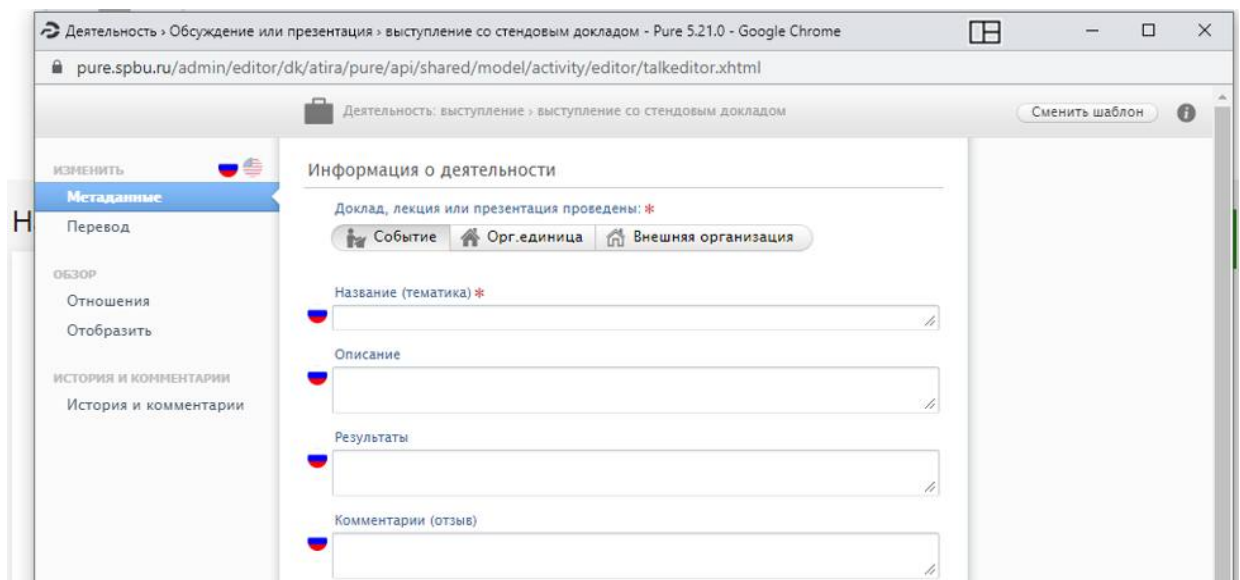 Деятельность › Обсуждение или презентация › выступление со стендовым докладом - Pure 5.21.0 - Google Chrome
pure.spbu.ru/admin/editor/dk/atira/pure/api/shared/model/activity/editor/talkeditor.xhtml
Деятельность: выступление › выступление со стендовым докладом
Сменить шаблон
ИЗМЕНИТЬ
Метаданные
Перевод
ОБЗОР
Отношения
Отобразить
ИСТОРИЯ И КОММЕНТАРИИ
История и комментарии
Информация о деятельности
Доклад, лекция или презентация проведены: *
Событие Орг.единица Внешняя организация
Название (тематика) *
Описание
Результаты
Комментарии (отзыв)